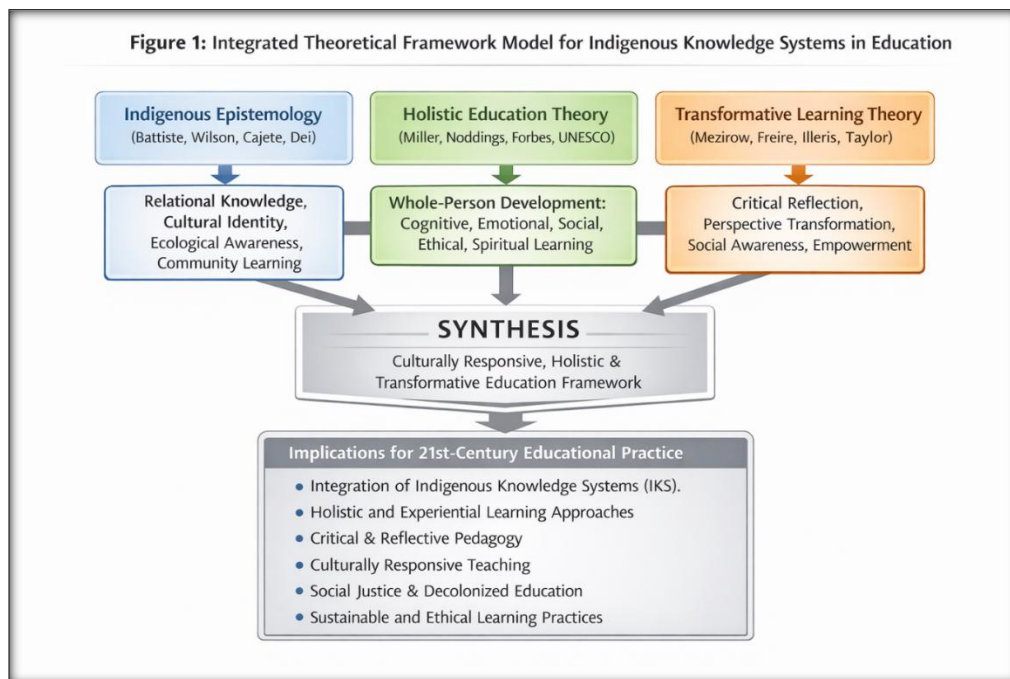 Figure 1: Integrated Theoretical Framework Model for Indigenous Knowledge Systems in Education
Indigenous Epistemology
(Battiste, Wilson, Cajete, Dei)
Holistic Education Theory
(Miller, Noddings, Forbes, UNESCO)
Transformative Learning Theory
(Mezirow, Freire, Illeris, Taylor)
Relational Knowledge,
Cultural Identity,
Ecological Awareness,
Community Learning
Whole-Person Development:
Cognitive, Emotional, Social,
Ethical, Spiritual Learning
Critical Reflection,
Perspective Transformation,
Social Awareness, Empowerment
SYNTHESIS
Culturally Responsive, Holistic &
Transformative Education Framework
Implications for 21st-Century Educational Practice
• Integration of Indigenous Knowledge Systems (IKS).
• Holistic and Experiential Learning Approaches
• Critical & Reflective Pedagogy
• Culturally Responsive Teaching
• Social Justice & Decolonized Education
• Sustainable and Ethical Learning Practices